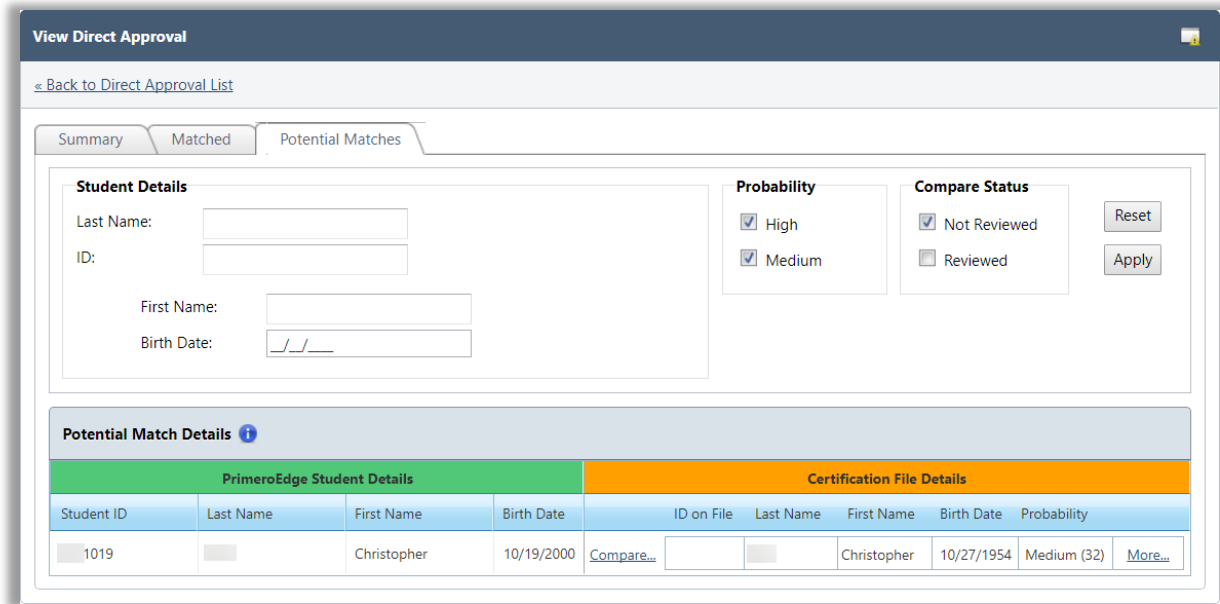 View Direct Approval
« Back to Direct Approval List
Summary Matched Potential Matches
Student Details
Last Name:
ID:
First Name:
Birth Date: __/__/____
Probability
High
Medium
Compare Status
Not Reviewed
Reviewed
Reset
Apply
Potential Match Details
PrimeroEdge Student Details Certification File Details
Student ID Last Name First Name Birth Date ID on File Last Name First Name Birth Date Probability
1019 Christopher 10/19/2000 Compare... Christopher 10/27/1954 Medium (32) More...